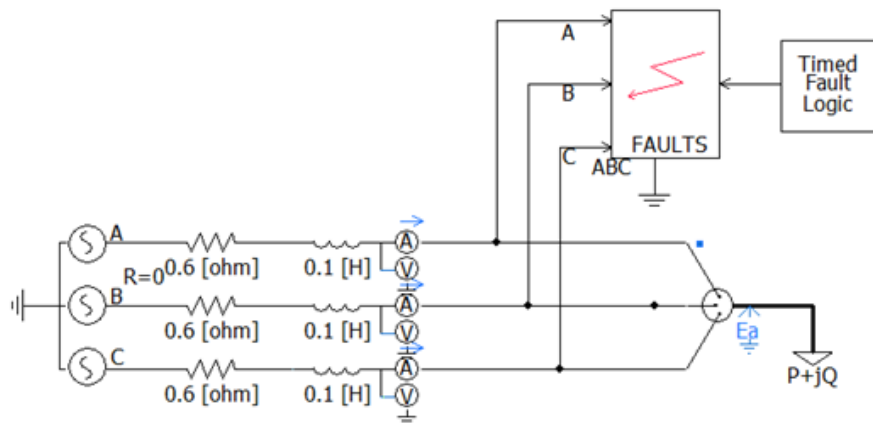 A
B
C
FAULTS
ABC
Timed
Fault
Logic
A
R=0
0.6 [ohm]
0.1 [H]
A
V
B
0.6 [ohm]
0.1 [H]
A
V
C
0.6 [ohm]
0.1 [H]
A
V
Ea
P+jQ